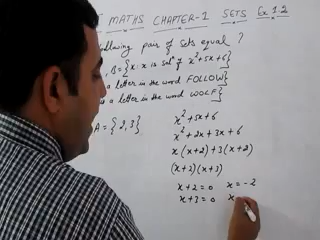 MATHS CHAPTER-1 SETS Ex 1.2
following pair of Sets equal ?
B = {x: x is solⁿ of x²+5x+6}
a letter in the word FOLLOW}
is a letter in the word WOLF}
A = {2,3}
x²+5x+6
x²+2x+3x+6
x(x+2)+3(x+2)
(x+2)(x+3)
x+2=0 x=-2
x+3=0 x